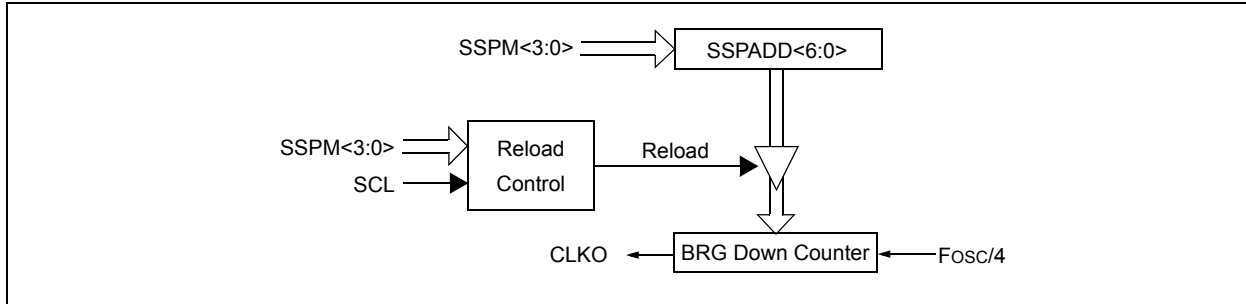 SSPM<3:0>
SSPADD<6:0>
SSPM<3:0>
SCL
Reload
Control
Reload
CLKO
BRG Down Counter
FOSC/4